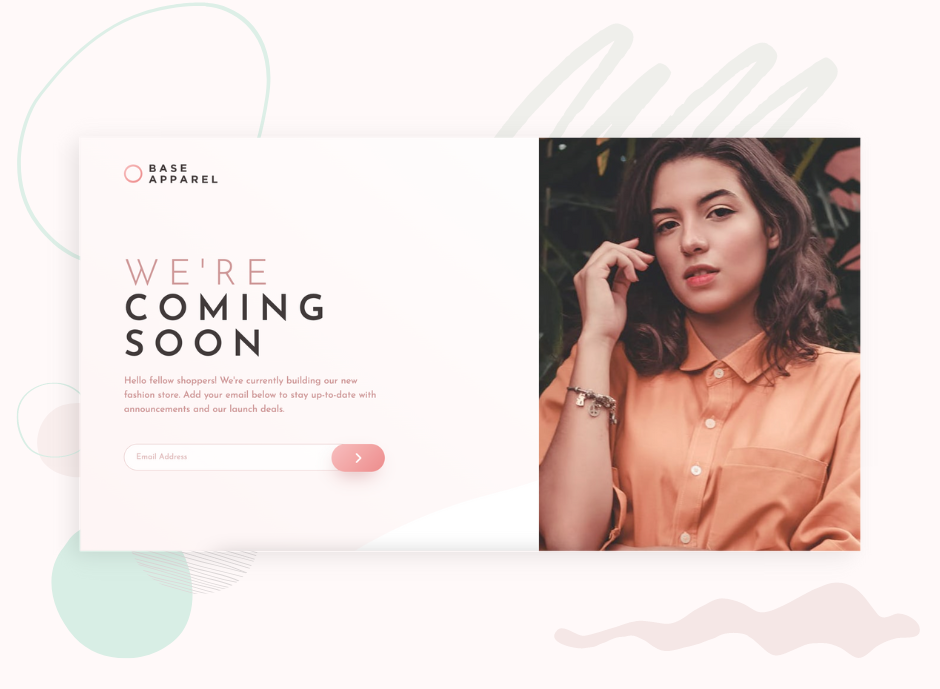 BASE
APPAREL
WE'RE
COMING
SOON
Hello fellow shoppers! We're currently building our new
fashion store. Add your email below to stay up-to-date with
announcements and our launch deals.
Email Address